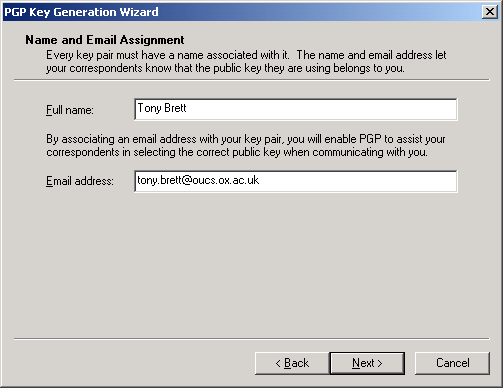 PGP Key Generation Wizard
Name and Email Assignment
Every key pair must have a name associated with it.  The name and email address let
your correspondents know that the public key they are using belongs to you.
Full name: Tony Brett
By associating an email address with your key pair, you will enable PGP to assist your
correspondents in selecting the correct public key when communicating with you.
Email address: tony.brett@oucs.ox.ac.uk
< Back Next > Cancel